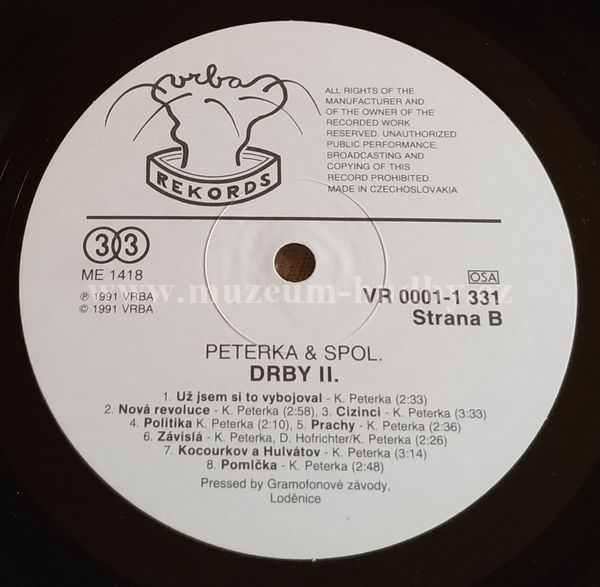 vrba
REKORDS
ALL RIGHTS OF THE
MANUFACTURER AND
OF THE OWNER OF THE
RECORDED WORK
RESERVED. UNAUTHORIZED
PUBLIC PERFORMANCE,
BROADCASTING AND
COPYING OF THIS
RECORD PROHIBITED.
MADE IN CZECHOSLOVAKIA
33
ME 1418
℗ 1991 VRBA
© 1991 VRBA
OSA
VR 0001-1 331
Strana B
www.muzeum-hudby.cz
PETERKA & SPOL.
DRBY II.
1. Už jsem si to vybojoval - K. Peterka (2:33)
2. Nová revoluce - K. Peterka (2:58), 3. Cizinci - K. Peterka (3:33)
4. Politika K. Peterka (2:10), 5. Prachy - K. Peterka (2:36)
6. Závislá - K. Peterka, D. Hofrichter/K. Peterka (2:26)
7. Kocourkov a Hulvátov - K. Peterka (3:14)
8. Pomlčka - K. Peterka (2:48)
Pressed by Gramofonové závody,
Loděnice